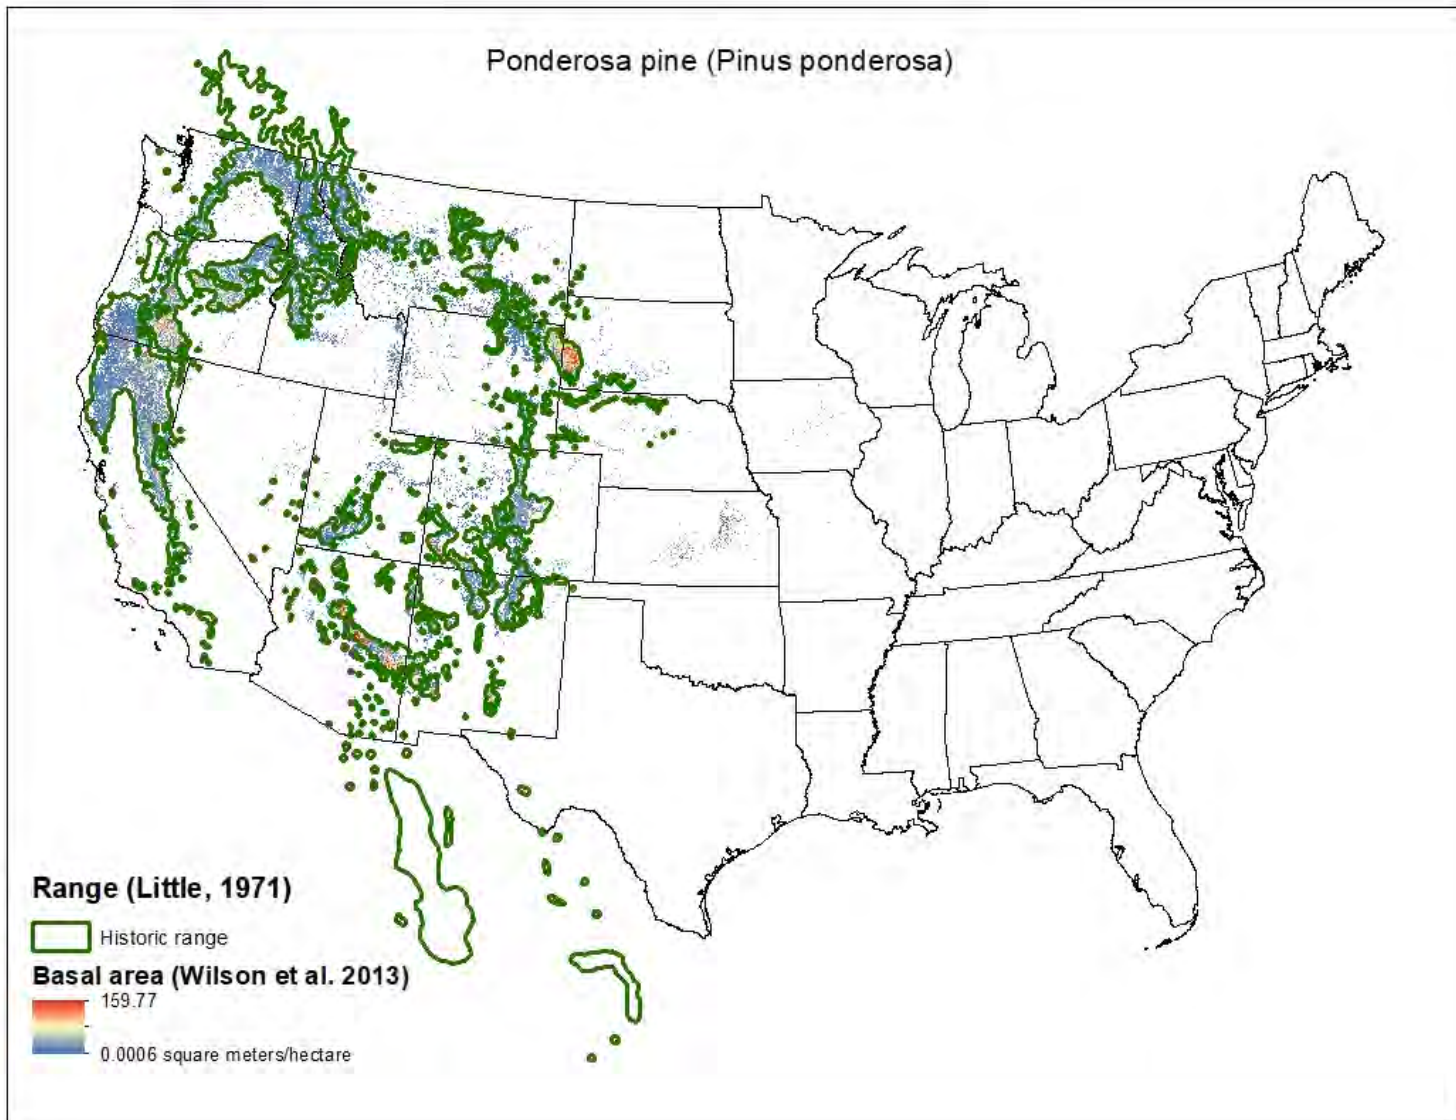 Ponderosa pine (Pinus ponderosa)
Range (Little, 1971)
Historic range
Basal area (Wilson et al. 2013)
159.77
0.0006 square meters/hectare